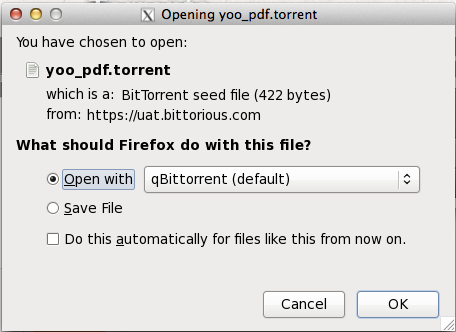 Opening yoo_pdf.torrent
You have chosen to open:
yoo_pdf.torrent
which is a: BitTorrent seed file (422 bytes)
from: https://uat.bittorious.com
What should Firefox do with this file?
Open with qBittorrent (default)
Save File
Do this automatically for files like this from now on.
Cancel OK